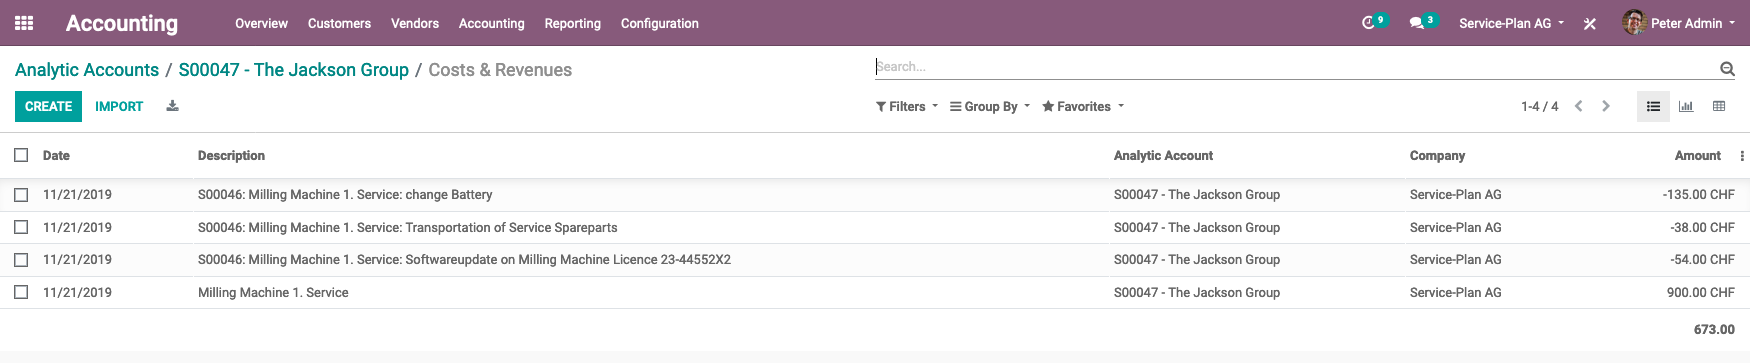 Accounting Overview Customers Vendors Accounting Reporting Configuration 9 3 Service-Plan AG Peter Admin
Analytic Accounts / S00047 - The Jackson Group / Costs & Revenues Search...
CREATE IMPORT Filters Group By Favorites 1-4 / 4
Date Description Analytic Account Company Amount
11/21/2019 S00046: Milling Machine 1. Service: change Battery S00047 - The Jackson Group Service-Plan AG -135.00 CHF
11/21/2019 S00046: Milling Machine 1. Service: Transportation of Service Spareparts S00047 - The Jackson Group Service-Plan AG -38.00 CHF
11/21/2019 S00046: Milling Machine 1. Service: Softwareupdate on Milling Machine Licence 23-44552X2 S00047 - The Jackson Group Service-Plan AG -54.00 CHF
11/21/2019 Milling Machine 1. Service S00047 - The Jackson Group Service-Plan AG 900.00 CHF
673.00